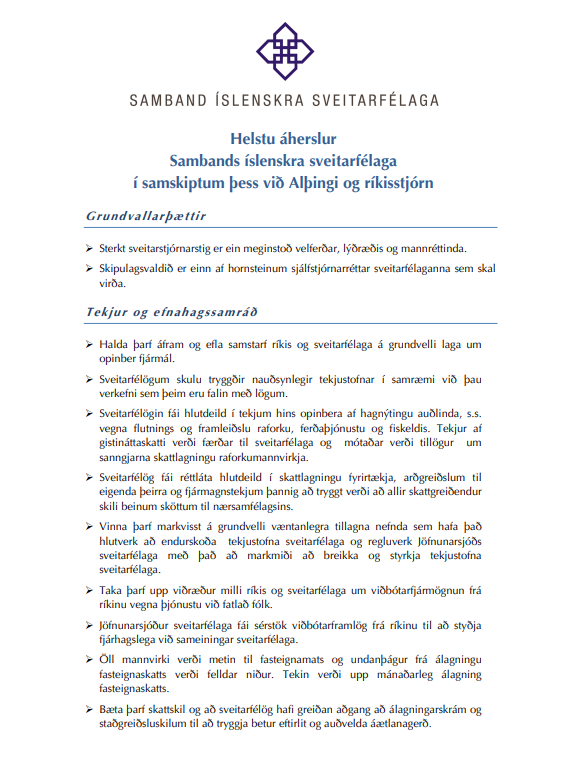 SAMBAND ÍSLENSKRA SVEITARFÉLAGA
Helstu áherslur
Sambands íslenskra sveitarfélaga
í samskiptum þess við Alþingi og ríkisstjórn
Grundvallarþættir
➢ Sterkt sveitarstjórnarstig er ein meginstoð velferðar, lýðræðis og mannréttinda.
➢ Skipulagsvaldið er einn af hornsteinum sjálfstjórnarréttar sveitarfélaganna sem skal
virða.
Tekjur og efnahagssamráð
➢ Halda þarf áfram og efla samstarf ríkis og sveitarfélaga á grundvelli laga um
opinber fjármál.
➢ Sveitarfélögum skulu tryggðir nauðsynlegir tekjustofnar í samræmi við þau
verkefni sem þeim eru falin með lögum.
➢ Sveitarfélögin fái hlutdeild í tekjum hins opinbera af hagnýtingu auðlinda, s.s.
vegna flutnings og framleiðslu raforku, ferðaþjónustu og fiskeldis. Tekjur af
gistináttaskatti verði færðar til sveitarfélaga og mótaðar verði tillögur um
sanngjarna skattlagningu raforkumannvirkja.
➢ Sveitarfélög fái réttláta hlutdeild í skattlagningu fyrirtækja, arðgreiðslum til
eigenda þeirra og fjármagnstekjum þannig að tryggt verði að allir skattgreiðendur
skili beinum sköttum til nærsamfélagsins.
➢ Vinna þarf markvisst á grundvelli væntanlegra tillagna nefnda sem hafa það
hlutverk að endurskoða tekjustofna sveitarfélaga og regluverk Jöfnunarsjóðs
sveitarfélaga með það að markmiði að breikka og styrkja tekjustofna
sveitarfélaga.
➢ Taka þarf upp viðræður milli ríkis og sveitarfélaga um viðbótarfjármögnun frá
ríkinu vegna þjónustu við fatlað fólk.
➢ Jöfnunarsjóður sveitarfélaga fái sérstök viðbótarframlög frá ríkinu til að styðja
fjárhagslega við sameiningar sveitarfélaga.
➢ Öll mannvirki verði metin til fasteignamats og undanþágur frá álagningu
fasteignaskatts verði felldar niður. Tekin verði upp mánaðarleg álagning
fasteignaskatts.
➢ Bæta þarf skattskil og að sveitarfélög hafi greiðan aðgang að álagningarskrám og
staðgreiðsluskilum til að tryggja betur eftirlit og auðvelda áætlanagerð.